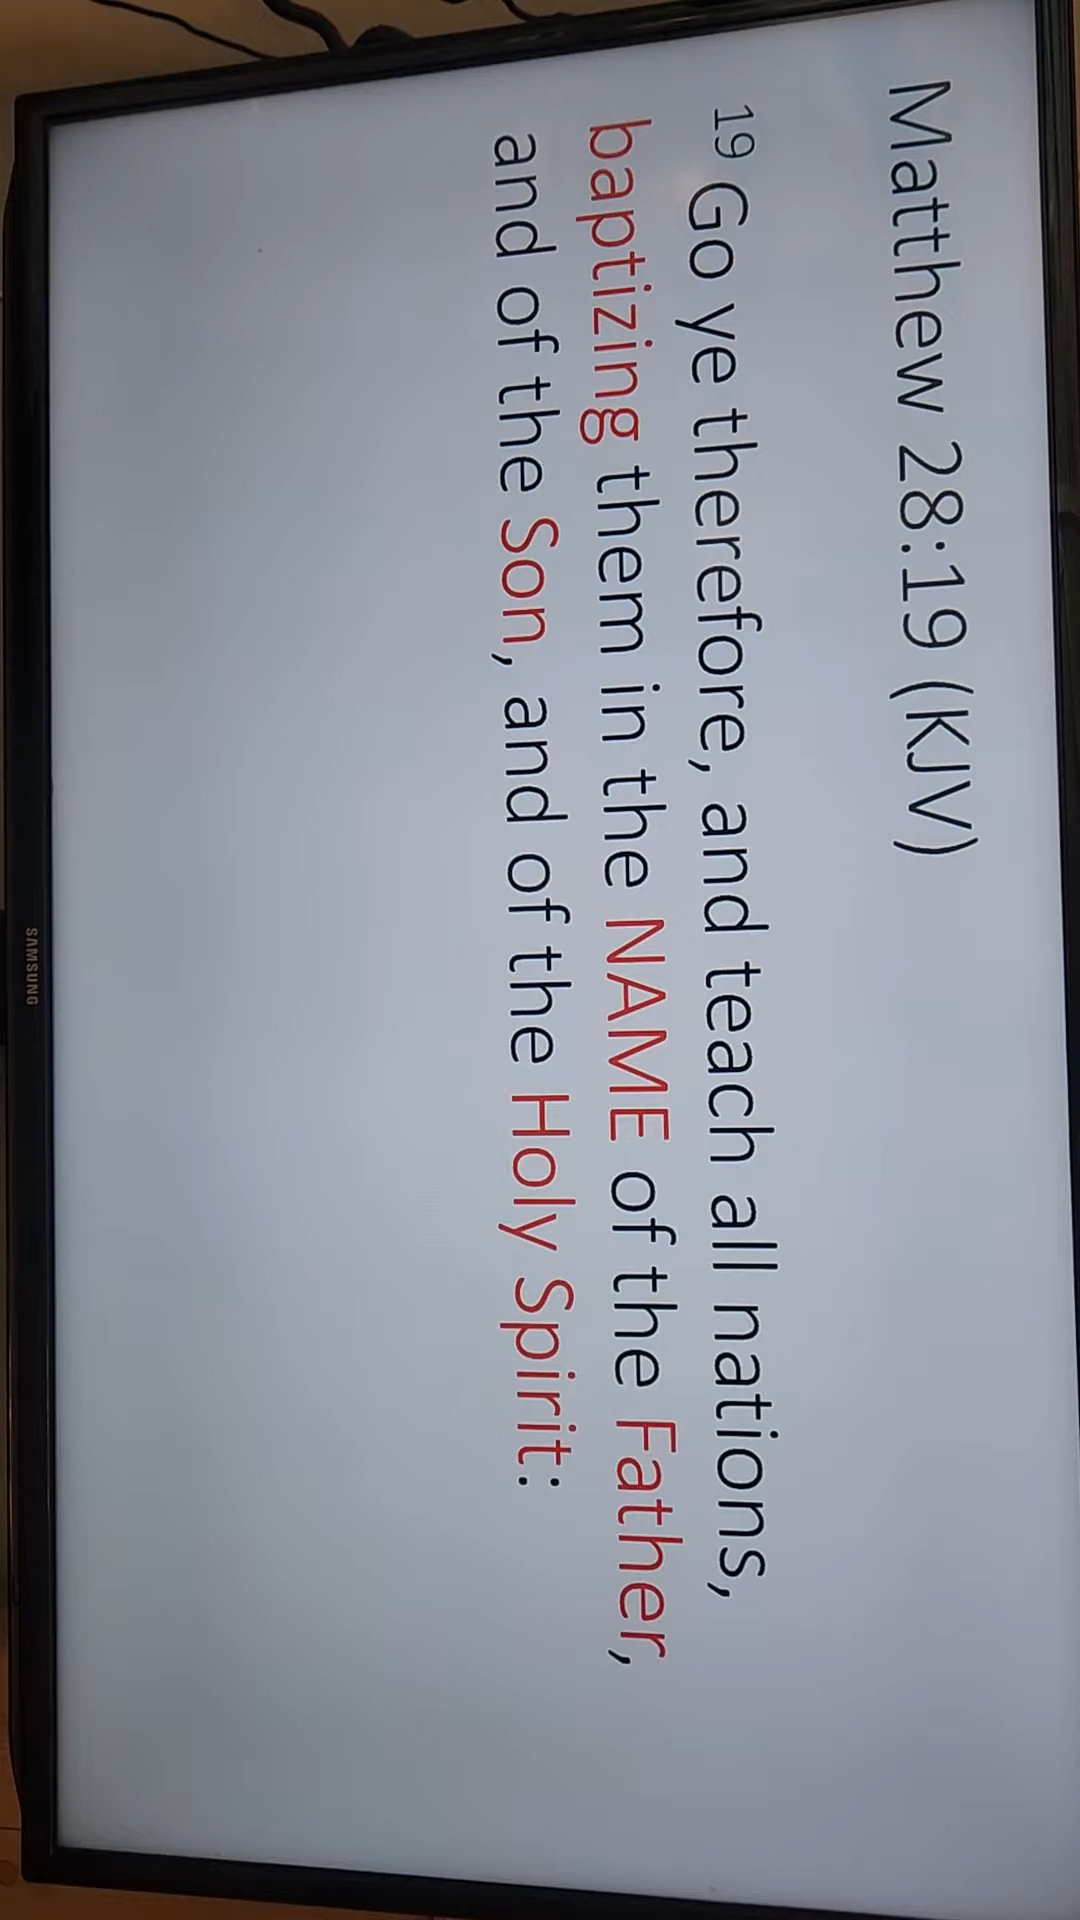 Matthew 28:19 (KJV)
19 Go ye therefore, and teach all nations,
baptizing them in the NAME of the Father,
and of the Son, and of the Holy Spirit:
SAMSUNG